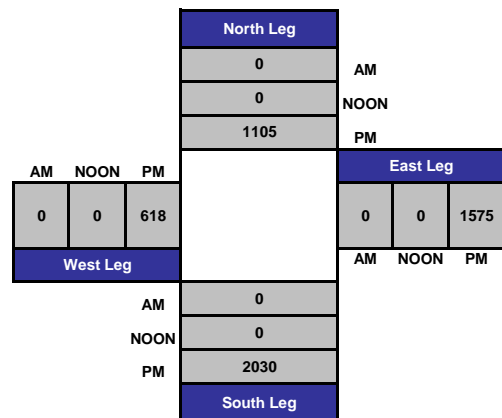 North Leg
0 AM
0 NOON
1105 PM
AM NOON PM East Leg
0 0 618 0 0 1575
West Leg AM NOON PM
AM 0
NOON 0
PM 2030
South Leg